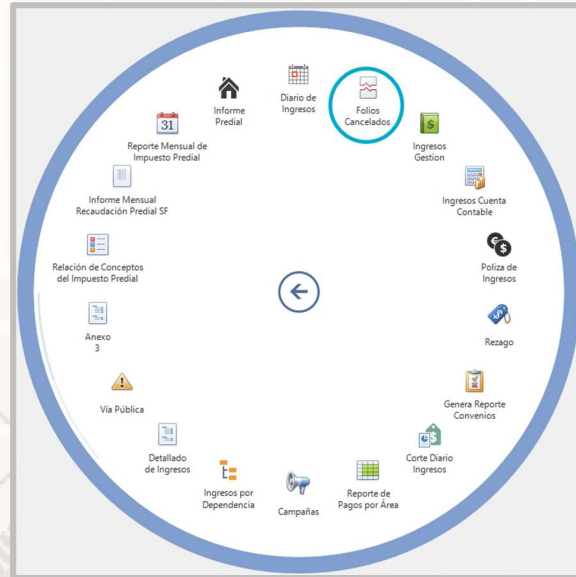 Diario de
Ingresos
Folios
Cancelados
Ingresos
Gestion
Ingresos Cuenta
Contable
Poliza de
Ingresos
Rezago
Genera Reporte
Convenios
Corte Diario
Ingresos
Reporte de
Pagos por Área
Campañas
Ingresos por
Dependencia
Detallado
de Ingresos
Vía Pública
Anexo
3
Relación de Conceptos
del Impuesto Predial
Informe Mensual
Recaudación Predial SF
31
Reporte Mensual de
Impuesto Predial
Informe
Predial